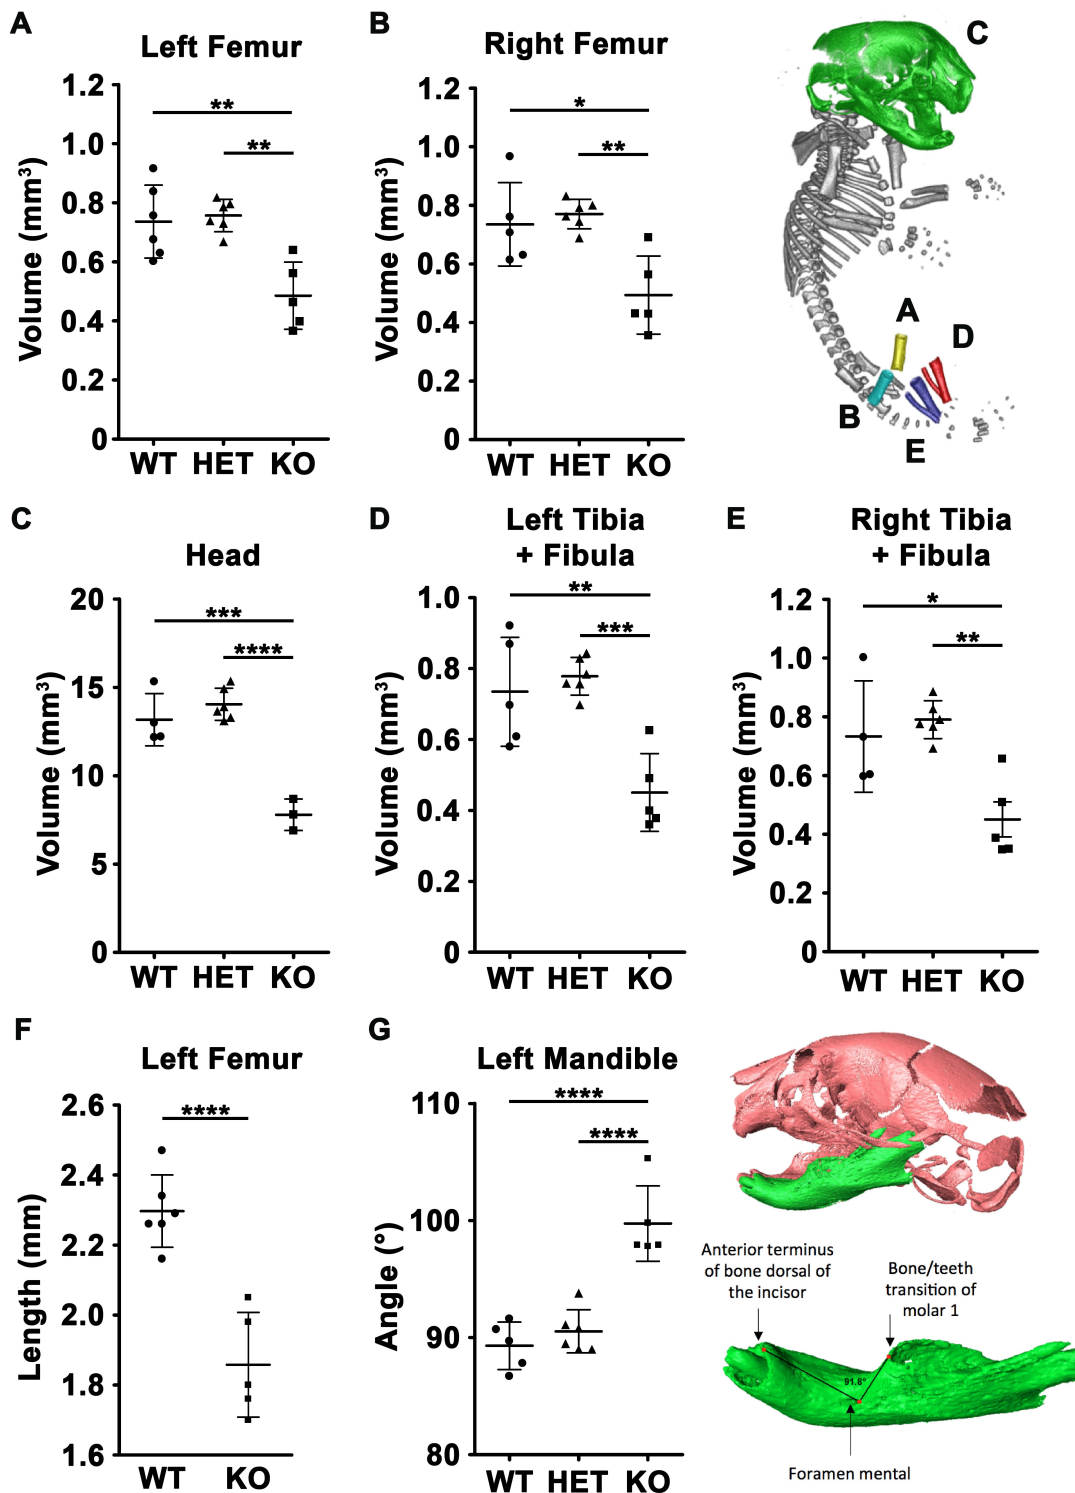 A
Left Femur
Volume (mm³)
1.2
1.0
0.8
0.6
0.4
0.2
0
**
**
WT HET KO
B
Right Femur
Volume (mm³)
1.2
1.0
0.8
0.6
0.4
0.2
0
*
**
WT HET KO
C
A
D
B
E
C
Head
Volume (mm³)
20
15
10
5
0
***
****
WT HET KO
D
Left Tibia
+ Fibula
Volume (mm³)
1.0
0.8
0.6
0.4
0.2
0
**
***
WT HET KO
E
Right Tibia
+ Fibula
Volume (mm³)
1.2
1.0
0.8
0.6
0.4
0.2
0
*
**
WT HET KO
F
Left Femur
Length (mm)
2.6
2.4
2.2
2.0
1.8
1.6
****
WT KO
G
Left Mandible
Angle (°)
110
100
90
80
****
****
WT HET KO
Anterior terminus
of bone dorsal of
the incisor
Bone/teeth
transition of
molar 1
91.8°
Foramen mental